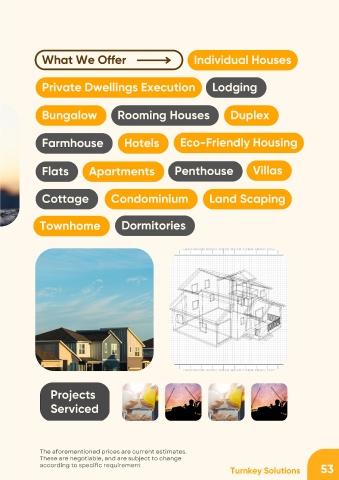 What We Offer
Individual Houses
Private Dwellings Execution
Lodging
Bungalow
Rooming Houses
Duplex
Farmhouse
Hotels
Eco-Friendly Housing
Flats
Apartments
Penthouse
Villas
Cottage
Condominium
Land Scaping
Townhome
Dormitories
Projects
Serviced
The aforementioned prices are current estimates.
These are negotiable, and are subject to change
according to specific requirement
Turnkey Solutions
53